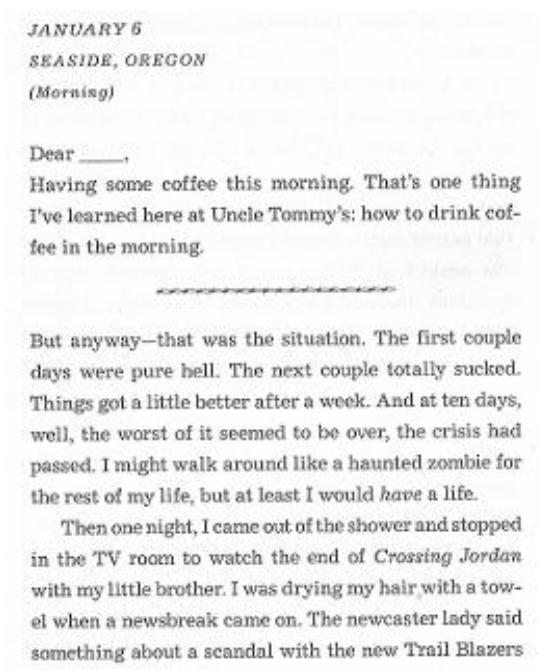 JANUARY 6
SEASIDE, OREGON
(Morning)
Dear _____,
Having some coffee this morning. That's one thing
I've learned here at Uncle Tommy's: how to drink cof-
fee in the morning.
But anyway—that was the situation. The first couple
days were pure hell. The next couple totally sucked.
Things got a little better after a week. And at ten days,
well, the worst of it seemed to be over, the crisis had
passed. I might walk around like a haunted zombie for
the rest of my life, but at least I would have a life.
Then one night, I came out of the shower and stopped
in the TV room to watch the end of Crossing Jordan
with my little brother. I was drying my hair with a tow-
el when a newsbreak came on. The newcaster lady said
something about a scandal with the new Trail Blazers